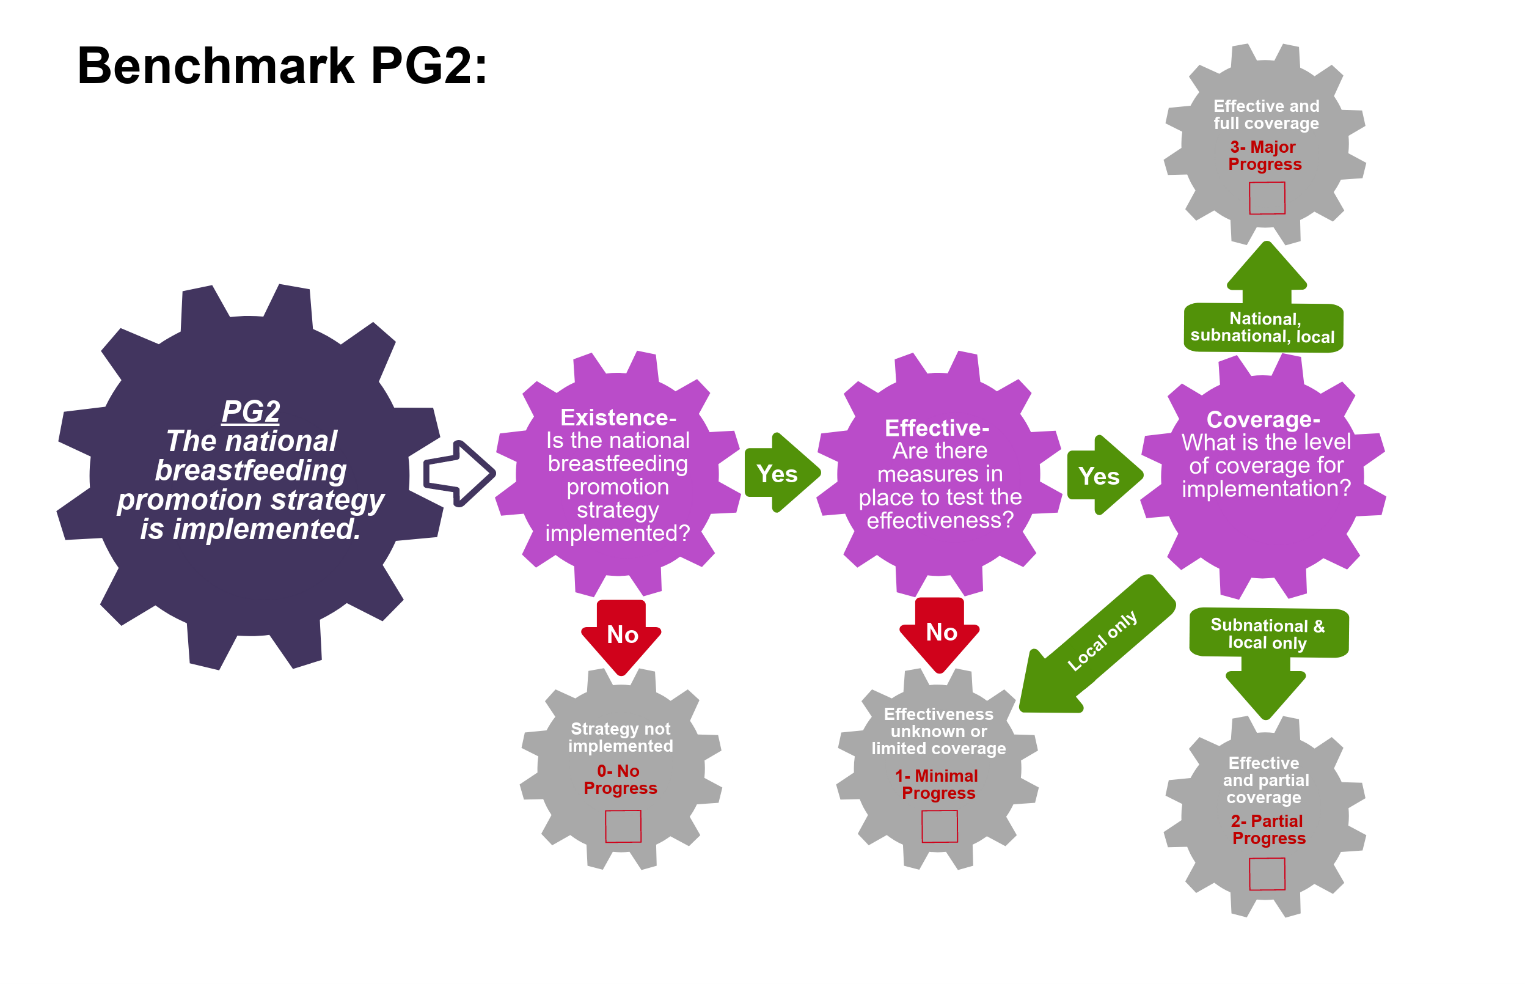 Benchmark PG2:
PG2
The national
breastfeeding
promotion strategy
is implemented.
Existence-
Is the national
breastfeeding
promotion
strategy
implemented?
Yes
No
Strategy not
implemented
0- No
Progress
Effective-
Are there
measures in
place to test the
effectiveness?
Yes
No
Effectiveness
unknown or
limited coverage
1- Minimal
Progress
Coverage-
What is the level
of coverage for
implementation?
National,
subnational, local
Effective and
full coverage
3- Major
Progress
Local only
Subnational &
local only
Effective
and partial
coverage
2- Partial
Progress